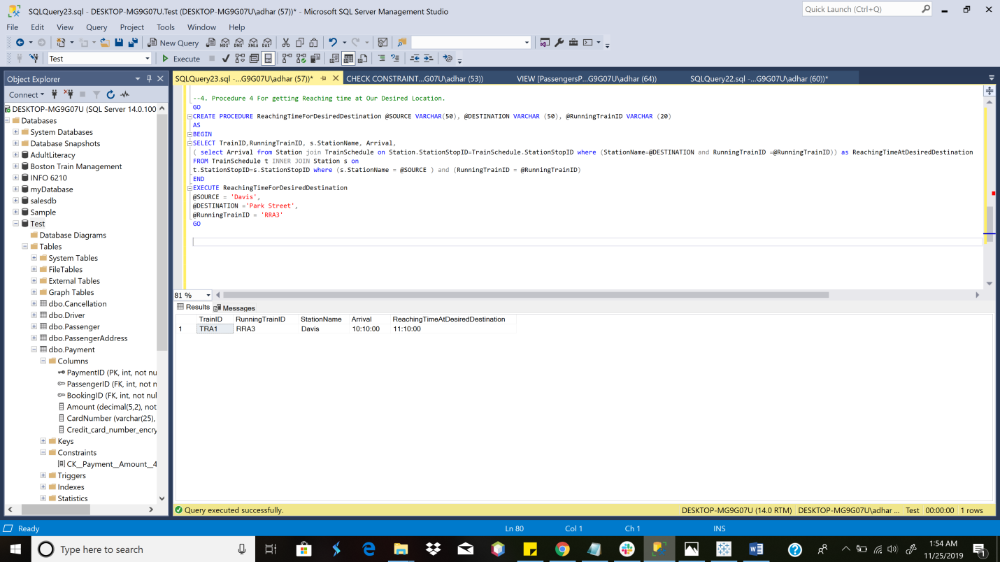 SQLQuery23.sql - DESKTOP-MG9G07U.Test (DESKTOP-MG9G07U\adhar (57))* - Microsoft SQL Server Management Studio
Quick Launch (Ctrl+Q)
File Edit View Query Project Tools Window Help
New Query MDX DMX XMLA DAX
Test Execute
Object Explorer
Connect
DESKTOP-MG9G07U (SQL Server 14.0.100
Databases
System Databases
Database Snapshots
AdultLiteracy
Boston Train Management
INFO 6210
myDatabase
salesdb
Sample
Test
Database Diagrams
Tables
System Tables
FileTables
External Tables
Graph Tables
dbo.Cancellation
dbo.Driver
dbo.Passenger
dbo.PassengerAddress
dbo.Payment
Columns
PaymentID (PK, int, not nu
PassengerID (FK, int, not n
BookingID (FK, int, not nul
Amount (decimal(5,2), not
CardNumber (varchar(25),
Credit_card_number_encry
Keys
Constraints
CK__Payment__Amount__4
Triggers
Indexes
Statistics
SQLQuery23.sql -...G9G07U\adhar (57))* CHECK CONSTRAINT...G07U\adhar (53)) VIEW [PassengersP...G9G07U\adhar (64)) SQLQuery22.sql -...G9G07U\adhar (60))*
--4. Procedure 4 For getting Reaching time at Our Desired Location.
GO
CREATE PROCEDURE ReachingTimeForDesiredDestination @SOURCE VARCHAR(50), @DESTINATION VARCHAR (50), @RunningTrainID VARCHAR (20)
AS
BEGIN
SELECT TrainID,RunningTrainID, s.StationName, Arrival,
( select Arrival from Station join TrainSchedule on Station.StationStopID=TrainSchedule.StationStopID where (StationName=@DESTINATION and RunningTrainID =@RunningTrainID)) as ReachingTimeAtDesiredDestination
FROM TrainSchedule t INNER JOIN Station s on
t.StationStopID=s.StationStopID where (s.StationName = @SOURCE ) and (RunningTrainID = @RunningTrainID)
END
EXECUTE ReachingTimeForDesiredDestination
@SOURCE = 'Davis',
@DESTINATION ='Park Street',
@RunningTrainID = 'RRA3'
GO
81 %
Results Messages
TrainID RunningTrainID StationName Arrival ReachingTimeAtDesiredDestination
1 TRA1 RRA3 Davis 10:10:00 11:10:00
Query executed successfully. DESKTOP-MG9G07U (14.0 RTM) DESKTOP-MG9G07U\adhar ... Test 00:00:00 1 rows
Ready Ln 80 Col 1 Ch 1 INS
Type here to search
1:54 AM
11/25/2019
1